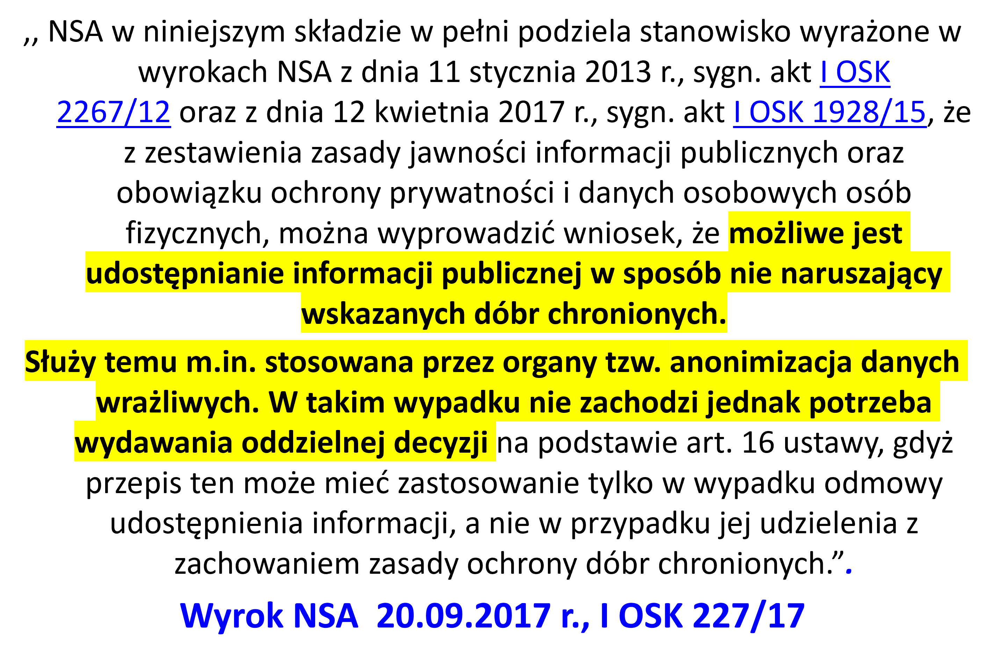 ,, NSA w niniejszym składzie w pełni podziela stanowisko wyrażone w
wyrokach NSA z dnia 11 stycznia 2013 r., sygn. akt I OSK
2267/12 oraz z dnia 12 kwietnia 2017 r., sygn. akt I OSK 1928/15, że
z zestawienia zasady jawności informacji publicznych oraz
obowiązku ochrony prywatności i danych osobowych osób
fizycznych, można wyprowadzić wniosek, że możliwe jest
udostępnianie informacji publicznej w sposób nie naruszający
wskazanych dóbr chronionych.
Służy temu m.in. stosowana przez organy tzw. anonimizacja danych
wrażliwych. W takim wypadku nie zachodzi jednak potrzeba
wydawania oddzielnej decyzji na podstawie art. 16 ustawy, gdyż
przepis ten może mieć zastosowanie tylko w wypadku odmowy
udostępnienia informacji, a nie w przypadku jej udzielenia z
zachowaniem zasady ochrony dóbr chronionych.”.
Wyrok NSA 20.09.2017 r., I OSK 227/17